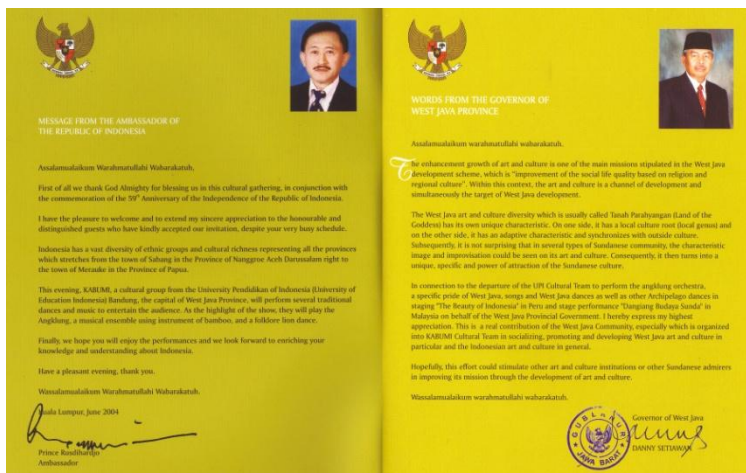 MESSAGE FROM THE AMBASSADOR OF
THE REPUBLIC OF INDONESIA
Assalamualaikum Warahmatullahi Wabarakatuh,
First of all we thank God Almighty for blessing us in this cultural gathering, in conjunction with
the commemoration of the 59th Anniversary of the Independence of the Republic of Indonesia.
I have the pleasure to welcome and to extend my sincere appreciation to the honourable and
distinguished guests who have kindly accepted our invitation, despite your very busy schedule.
Indonesia has a vast diversity of ethnic groups and cultural richness representing all the provinces
which stretches from the town of Sabang in the Province of Nanggroe Aceh Darussalam right to
the town of Merauke in the Province of Papua.
This evening, KABUMI, a cultural group from the University Pendidikan of Indonesia (University of
Education Indonesia) Bandung, the capital of West Java Province, will perform several traditional
dances and music to entertain the audience. As the highlight of the show, they will play the
Angklung, a musical ensemble using instrument of bamboo, and a folklore lion dance.
Finally, we hope you will enjoy the performances and we look forward to enriching your
knowledge and understanding about Indonesia.
Have a pleasant evening, thank you.
Wassalamualaikum Warahmatullahi Wabarakatuh,
Kuala Lumpur, June 2004
Prince Rusdihardjo
Ambassador
WORDS FROM THE GOVERNOR OF
WEST JAVA PROVINCE
Assalamualaikum warahmatullahi wabarakatuh.
The enhancement growth of art and culture is one of the main missions stipulated in the West Java
development scheme, which is "improvement of the social life quality based on religion and
regional culture". Within this context, the art and culture is a channel of development and
simultaneously the target of West Java development.
The West Java art and culture diversity which is usually called Tanah Parahyangan (Land of the
Goddess) has its own unique characteristic. On one side, it has a local culture root (local genus) and
on the other side, it has an adaptive characteristic and synchronizes with outside culture.
Subsequently, it is not surprising that in several types of Sundanese community, the characteristic
image and improvisation could be seen on its art and culture. Consequently, it then turns into a
unique, specific and power of attraction of the Sundanese culture.
In connection to the departure of the UPI Cultural Team to perform the angklung orchestra,
a specific pride of West Java, songs and West Java dances as well as other Archipelago dances in
staging "The Beauty of Indonesia" in Peru and stage performance "Dangiang Budaya Sunda" in
Malaysia on behalf of the West Java Provincial Government. I hereby express my highest
appreciation. This is a real contribution of the West Java Community, especially which is organized
into KABUMI Cultural Team in socializing, promoting and developing West Java art and culture in
particular and the Indonesian art and culture in general.
Hopefully, this effort could stimulate other art and culture institutions or other Sundanese admirers
in improving its mission through the development of art and culture.
Wassalamualaikum warahmatullahi wabarakatuh.
Governor of West Java
GUBERNUR
JAWA BARAT
DANNY SETIAWAN